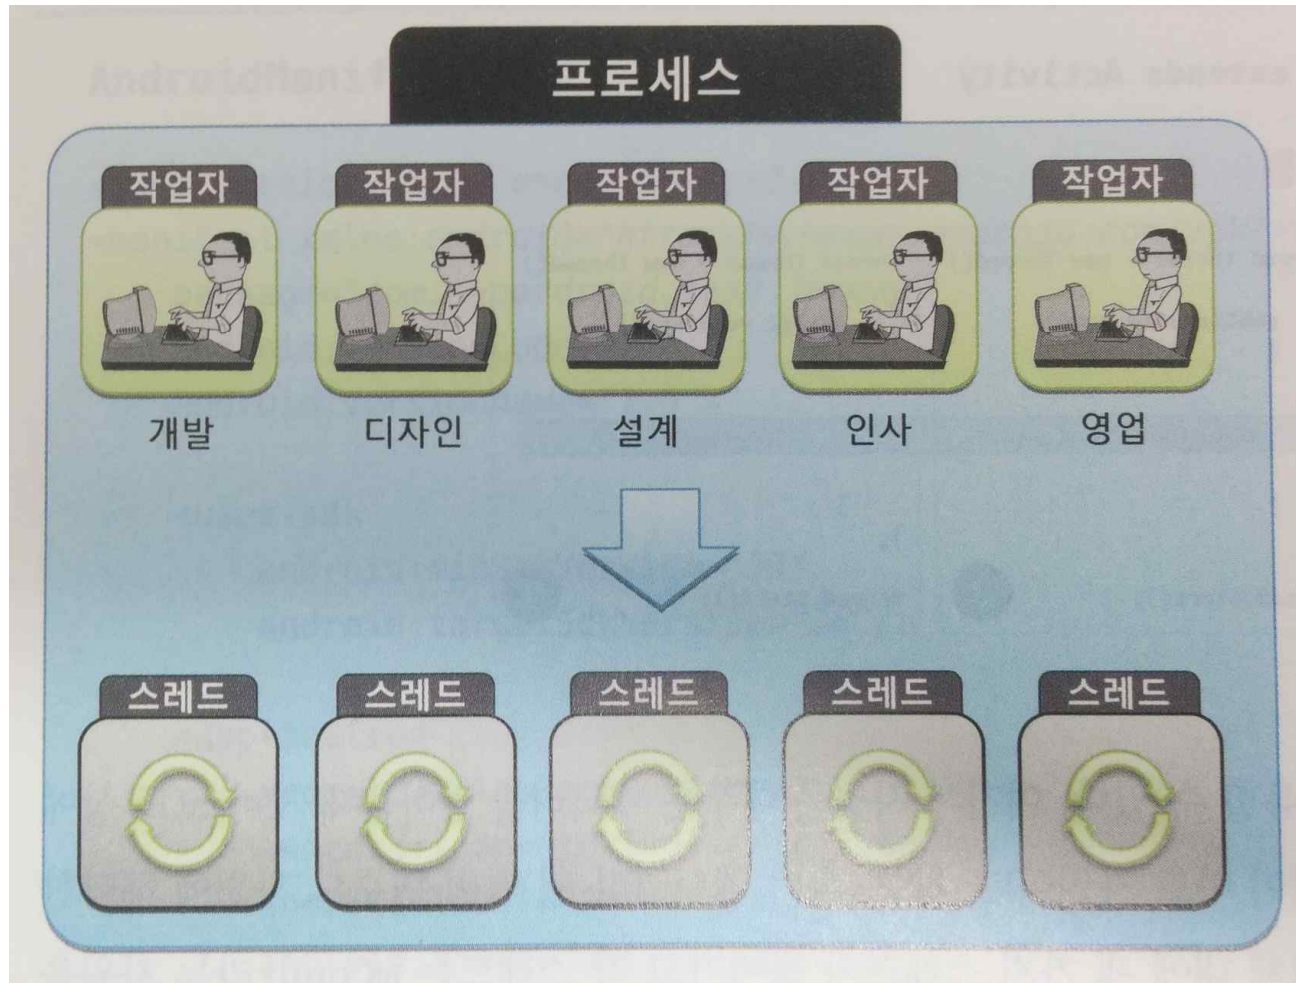 프로세스
작업자 작업자 작업자 작업자 작업자
개발 디자인 설계 인사 영업
스레드 스레드 스레드 스레드 스레드